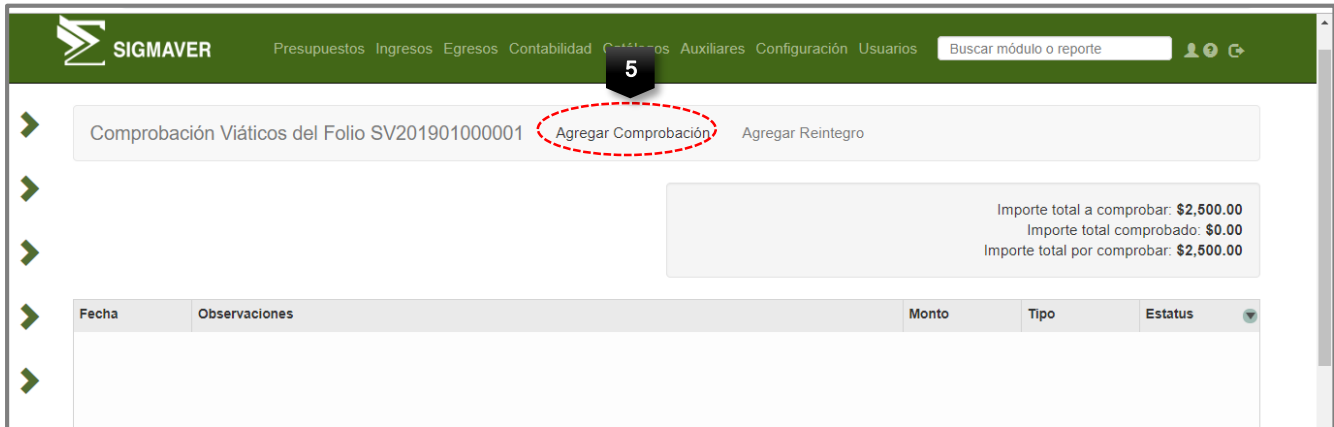 SIGMAVER Presupuestos Ingresos Egresos Contabilidad Catálogos Auxiliares Configuración Usuarios Buscar módulo o reporte
5
Comprobación Viáticos del Folio SV201901000001 Agregar Comprobación Agregar Reintegro
Importe total a comprobar: $2,500.00
Importe total comprobado: $0.00
Importe total por comprobar: $2,500.00
Fecha Observaciones Monto Tipo Estatus